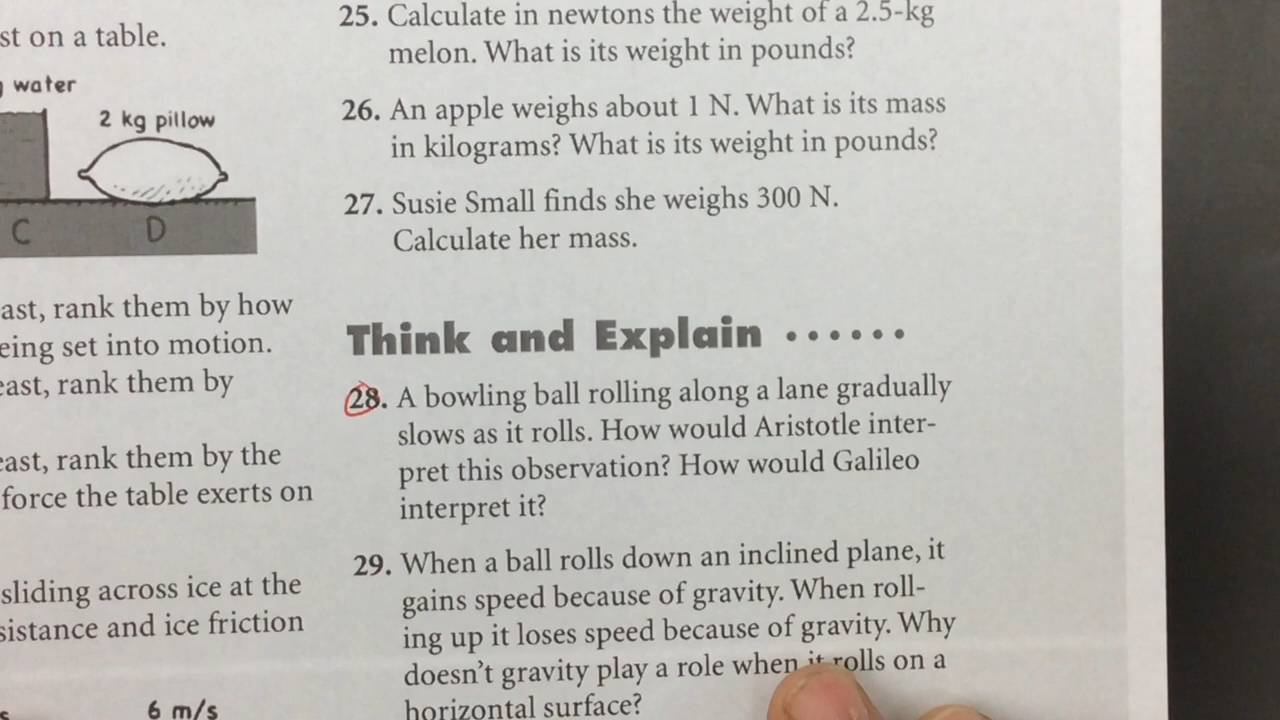 st on a table.
water
2 kg pillow
C
D
ast, rank them by how
eing set into motion.
east, rank them by
east, rank them by the
force the table exerts on
sliding across ice at the
sistance and ice friction
6 m/s
25. Calculate in newtons the weight of a 2.5-kg
melon. What is its weight in pounds?
26. An apple weighs about 1 N. What is its mass
in kilograms? What is its weight in pounds?
27. Susie Small finds she weighs 300 N.
Calculate her mass.
Think and Explain ......
28. A bowling ball rolling along a lane gradually
slows as it rolls. How would Aristotle inter-
pret this observation? How would Galileo
interpret it?
29. When a ball rolls down an inclined plane, it
gains speed because of gravity. When roll-
ing up it loses speed because of gravity. Why
doesn't gravity play a role when it rolls on a
horizontal surface?